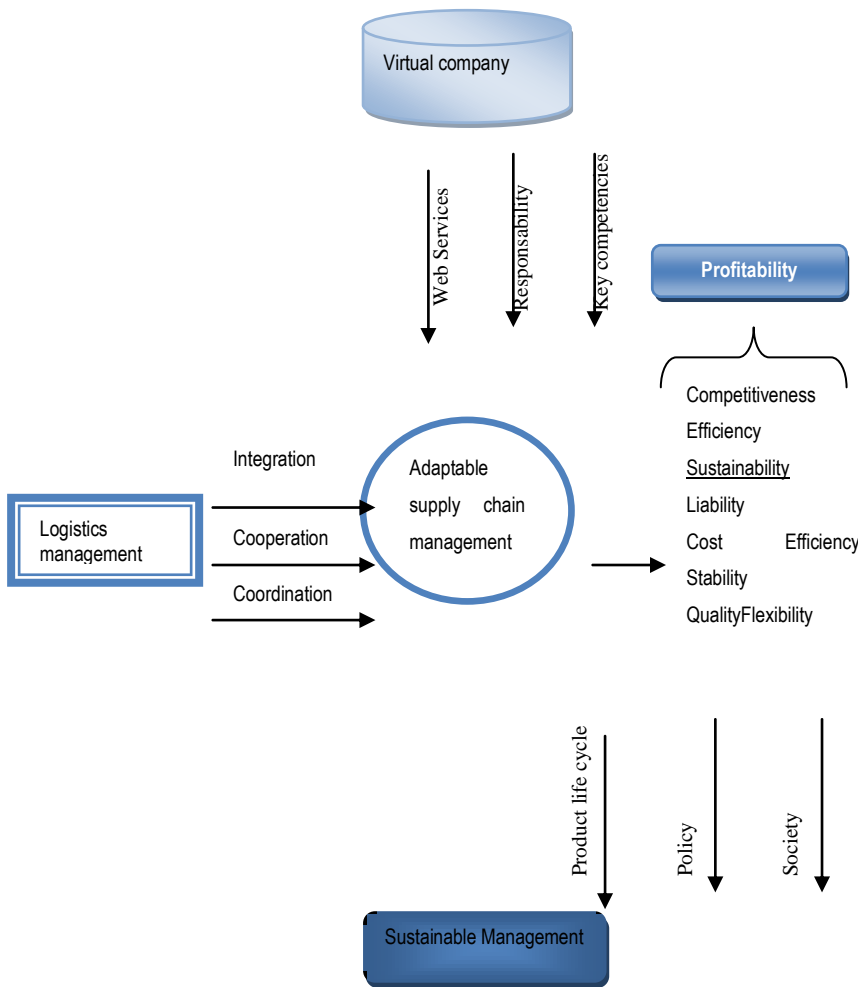 Virtual company
Web Services
Responsability
Key competencies
Profitability
Competitiveness
Efficiency
Sustainability
Liability
Cost Efficiency
Stability
QualityFlexibility
Integration
Cooperation
Coordination
Logistics
management
Adaptable
supply chain
management
Product life cycle
Policy
Society
Sustainable Management